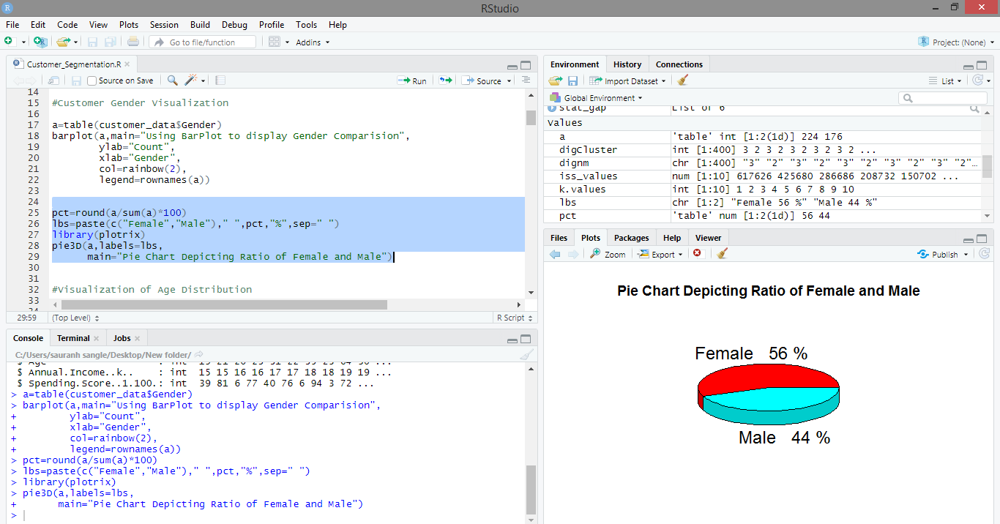 RStudio
File Edit Code View Plots Session Build Debug Profile Tools Help
Go to file/function Addins Project: (None)
Customer_Segmentation.R
Source on Save Run Source
14
15 #Customer Gender Visualization
16
17 a=table(customer_data$Gender)
18 barplot(a,main="Using BarPlot to display Gender Comparision",
19 ylab="Count",
20 xlab="Gender",
21 col=rainbow(2),
22 legend=rownames(a))
23
24
25 pct=round(a/sum(a)*100)
26 lbs=paste(c("Female","Male")," ",pct,"%",sep=" ")
27 library(plotrix)
28 pie3D(a,labels=lbs,
29 main="Pie Chart Depicting Ratio of Female and Male")
30
31
32 #Visualization of Age Distribution
33
29:59 (Top Level) R Script
Console Terminal Jobs
C:/Users/sauranh sangle/Desktop/New folder/
$ Annual.Income..k.. : int 15 15 16 16 17 17 18 18 19 19 ...
$ Spending.Score..1.100.: int 39 81 6 77 40 76 6 94 3 72 ...
> a=table(customer_data$Gender)
> barplot(a,main="Using BarPlot to display Gender Comparision",
+ ylab="Count",
+ xlab="Gender",
+ col=rainbow(2),
+ legend=rownames(a))
> pct=round(a/sum(a)*100)
> lbs=paste(c("Female","Male")," ",pct,"%",sep=" ")
> library(plotrix)
> pie3D(a,labels=lbs,
+ main="Pie Chart Depicting Ratio of Female and Male")
>
Environment History Connections
Import Dataset List
Global Environment
stat_gap List of 6
Values
a 'table' int [1:2(1d)] 224 176
digCluster int [1:400] 3 2 3 2 3 2 3 2 3 2 ...
dignm chr [1:400] "3" "2" "3" "2" "3" "2" "3" "2" "3" "2"…
iss_values num [1:10] 617626 425680 286686 208732 150702 ...
k.values int [1:10] 1 2 3 4 5 6 7 8 9 10
lbs chr [1:2] "Female 56 %" "Male 44 %"
pct 'table' num [1:2(1d)] 56 44
Files Plots Packages Help Viewer
Zoom Export Publish
Pie Chart Depicting Ratio of Female and Male
Female 56 %
Male 44 %